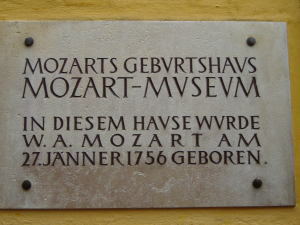 MOZARTS GEBVRTSHAVS
MOZART-MVSEVM
IN DIESEM HAVSE WVRDE
W. A. MOZART AM
27. JÄNNER 1756 GEBOREN.